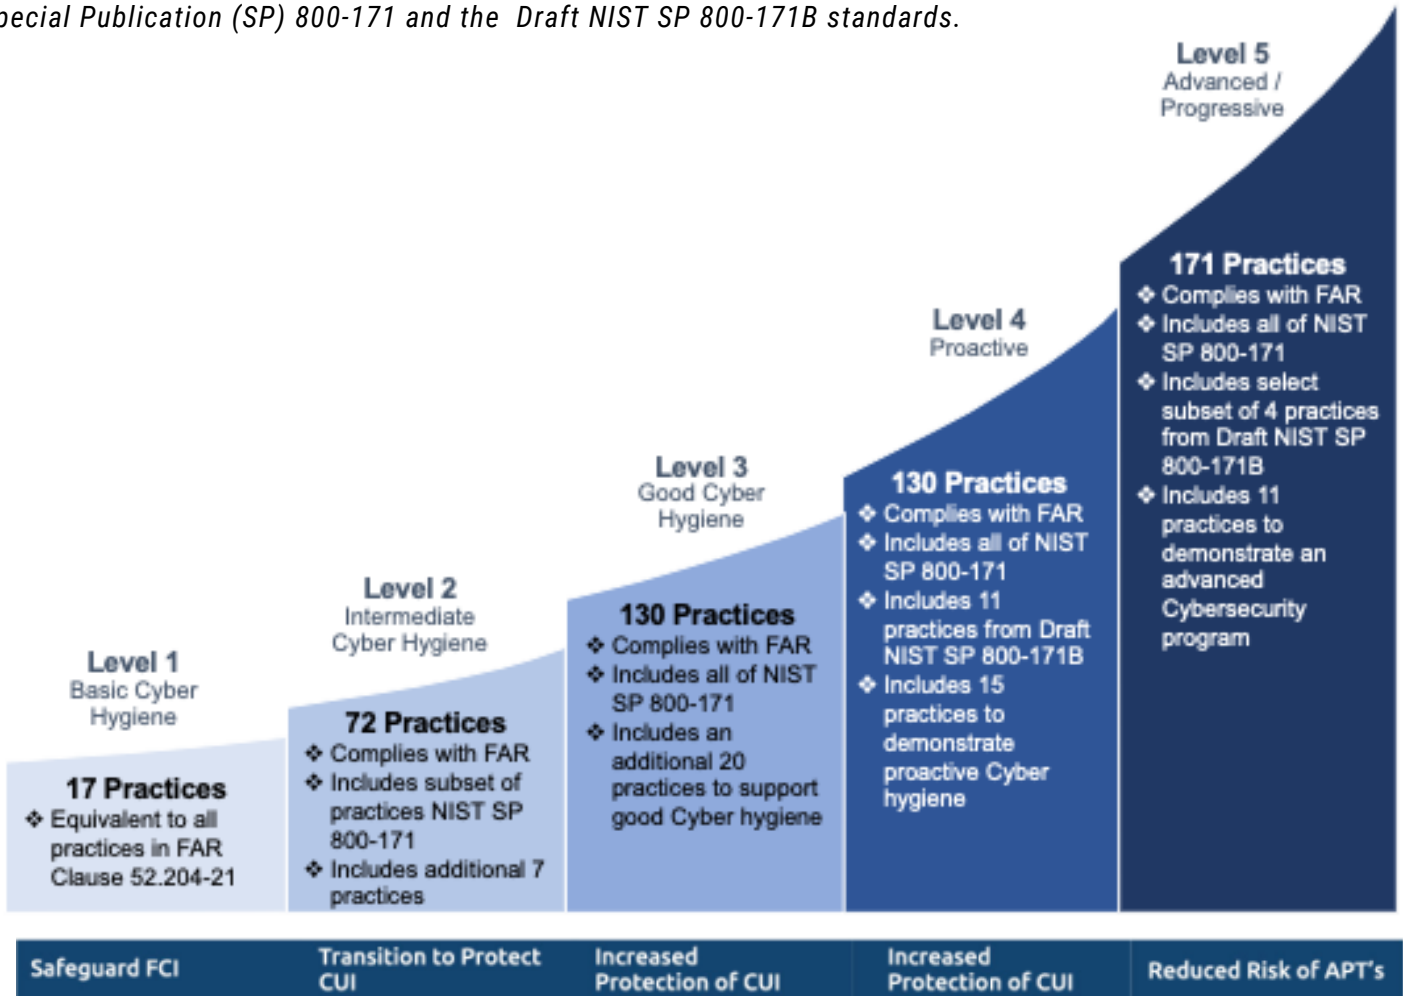 pecial Publication (SP) 800-171 and the Draft NIST SP 800-171B standards.
Level 1
Basic Cyber
Hygiene
17 Practices
❖ Equivalent to all
practices in FAR
Clause 52.204-21
Level 2
Intermediate
Cyber Hygiene
72 Practices
❖ Complies with FAR
❖ Includes subset of
practices NIST SP
800-171
❖ Includes additional 7
practices
Level 3
Good Cyber
Hygiene
130 Practices
❖ Complies with FAR
❖ Includes all of NIST
SP 800-171
❖ Includes an
additional 20
practices to support
good Cyber hygiene
Level 4
Proactive
130 Practices
❖ Complies with FAR
❖ Includes all of NIST
SP 800-171
❖ Includes 11
practices from Draft
NIST SP 800-171B
❖ Includes 15
practices to
demonstrate
proactive Cyber
hygiene
Level 5
Advanced /
Progressive
171 Practices
❖ Complies with FAR
❖ Includes all of NIST
SP 800-171
❖ Includes select
subset of 4 practices
from Draft NIST SP
800-171B
❖ Includes 11
practices to
demonstrate an
advanced
Cybersecurity
program
Safeguard FCI
Transition to Protect
CUI
Increased
Protection of CUI
Increased
Protection of CUI
Reduced Risk of APT's